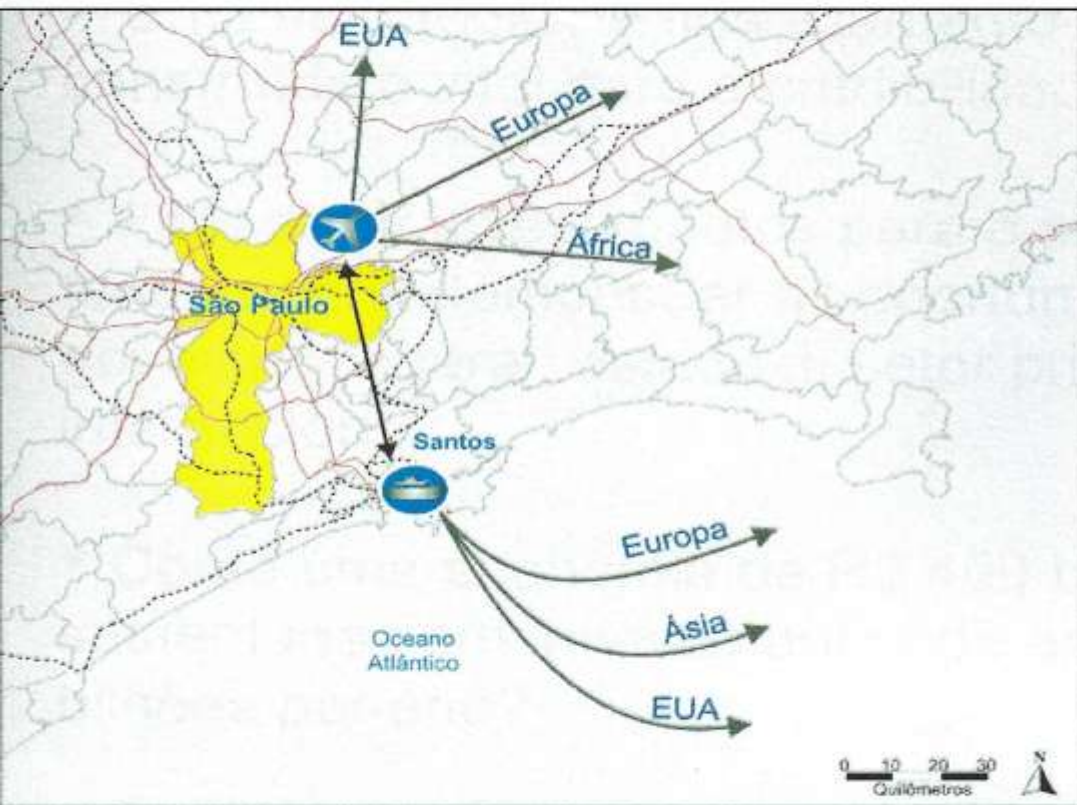 EUA
Europa
África
São Paulo
Santos
Europa
Ásia
EUA
Oceano
Atlântico
0 10 20 30
Quilômetros
N